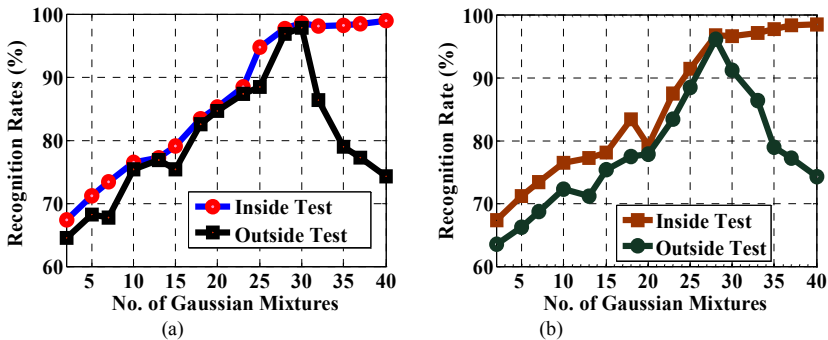 Recognition Rates (%)
100
90
80
70
60
Inside Test
Outside Test
5 10 15 20 25 30 35 40
No. of Gaussian Mixtures
(a)
Recognition Rate (%)
100
90
80
70
60
Inside Test
Outside Test
5 10 15 20 25 30 35 40
No. of Gaussian Mixtures
(b)